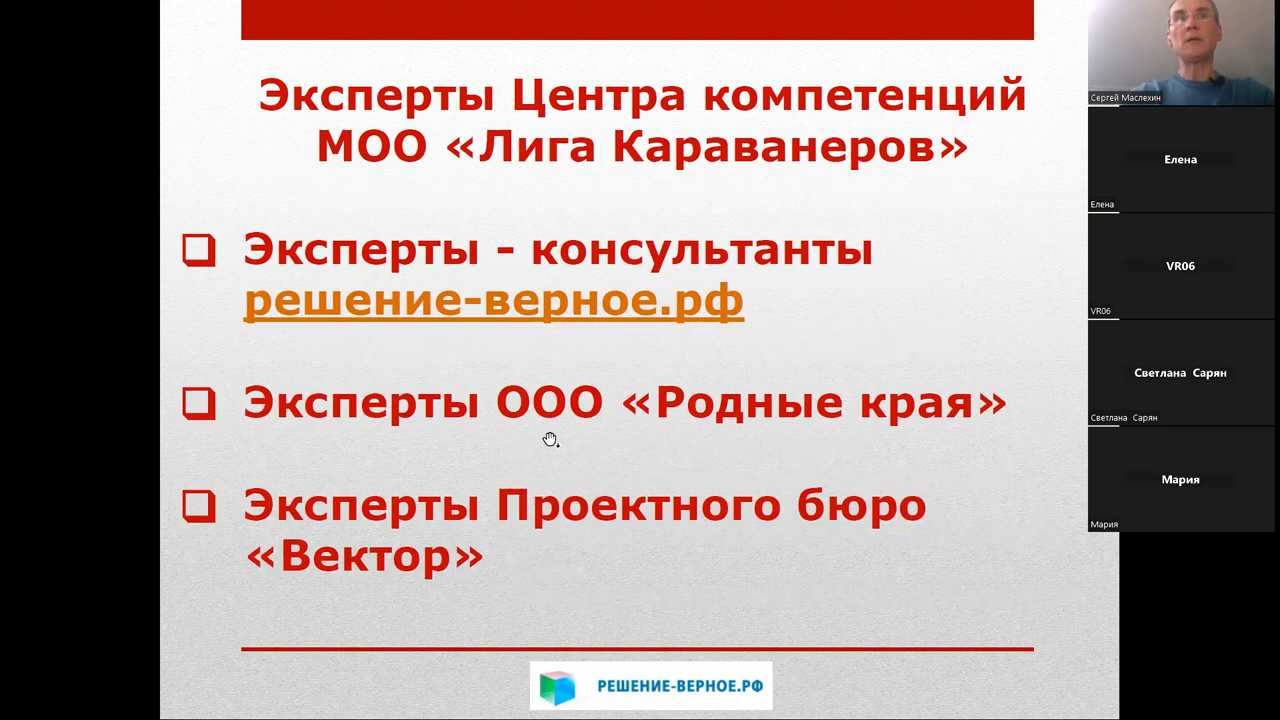 Эксперты Центра компетенций
МОО «Лига Караванеров»
Эксперты - консультанты
решение-верное.рф
Эксперты ООО «Родные края»
Эксперты Проектного бюро
«Вектор»
РЕШЕНИЕ-ВЕРНОЕ.РФ
Сергей Маслехин
Елена
Елена
VR06
VR06
Светлана Сарян
Светлана Сарян
Мария
Мария